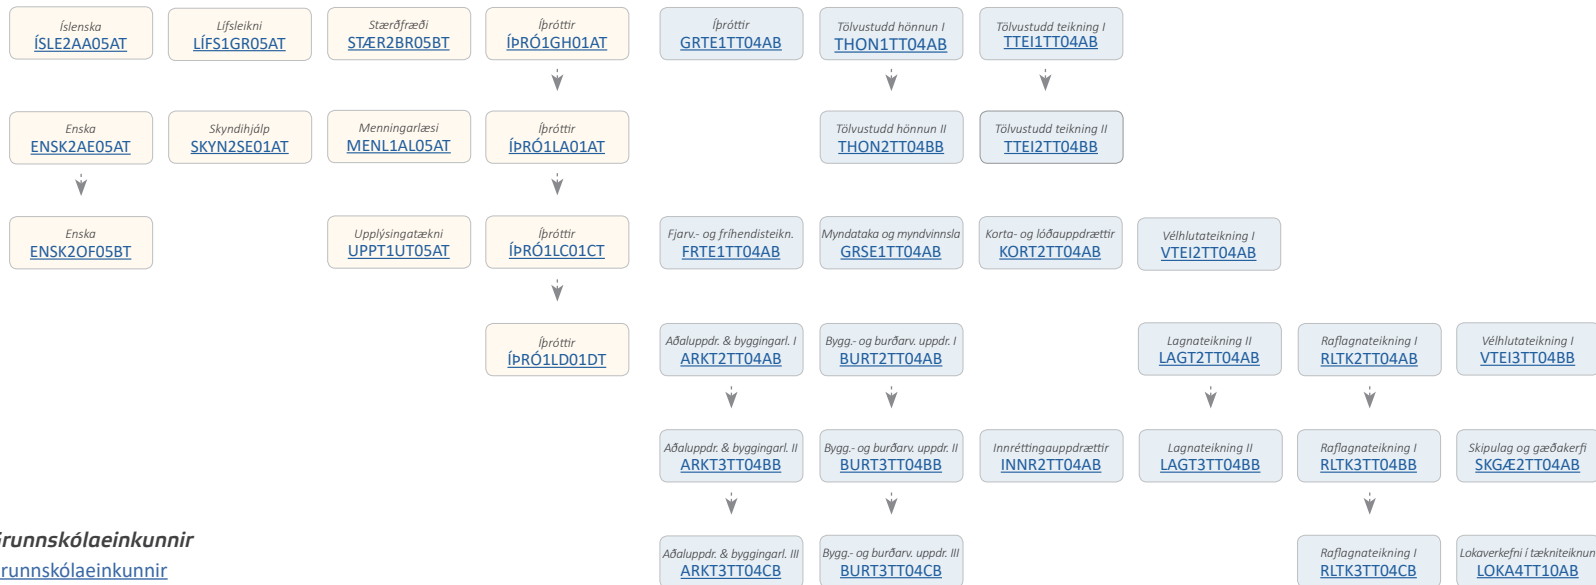 Íslenska
ÍSLE2AA05AT
Lífsleikni
LÍFS1GR05AT
Stærðfræði
STÆR2BR05BT
Íþróttir
ÍÞRÓ1GH01AT
Íþróttir
GRTE1TT04AB
Tölvustudd hönnun I
THON1TT04AB
Tölvustudd teikning I
TTEI1TT04AB
Enska
ENSK2AE05AT
Skyndihjálp
SKYN2SE01AT
Menningarlæsi
MENL1AL05AT
Íþróttir
ÍÞRÓ1LA01AT
Tölvustudd hönnun II
THON2TT04BB
Tölvustudd teikning II
TTEI2TT04BB
Enska
ENSK2OF05BT
Upplýsingatækni
UPPT1UT05AT
Íþróttir
ÍÞRÓ1LC01CT
Fjarv.- og fríhendisteikn.
FRTE1TT04AB
Myndataka og myndvinnsla
GRSE1TT04AB
Korta- og lóðauppdrættir
KORT2TT04AB
Vélhlutateikning I
VTEI2TT04AB
Íþróttir
ÍÞRÓ1LD01DT
Aðaluppdr. & byggingarl. I
ARKT2TT04AB
Bygg.- og burðarv. uppdr. I
BURT2TT04AB
Lagnateikning II
LAGT2TT04AB
Raflagnateikning I
RLTK2TT04AB
Vélhlutateikning I
VTEI3TT04BB
Aðaluppdr. & byggingarl. II
ARKT3TT04BB
Bygg.- og burðarv. uppdr. II
BURT3TT04BB
Innréttingauppdrættir
INNR2TT04AB
Lagnateikning II
LAGT3TT04BB
Raflagnateikning I
RLTK3TT04BB
Skipulag og gæðakerfi
SKGÆ2TT04AB
Aðaluppdr. & byggingarl. III
ARKT3TT04CB
Bygg.- og burðarv. uppdr. III
BURT3TT04CB
Raflagnateikning I
RLTK3TT04CB
Lokaverkefni í tækniteiknun
LOKA4TT10AB
Grunnskólaeinkunnir
runnskólaeinkunnir